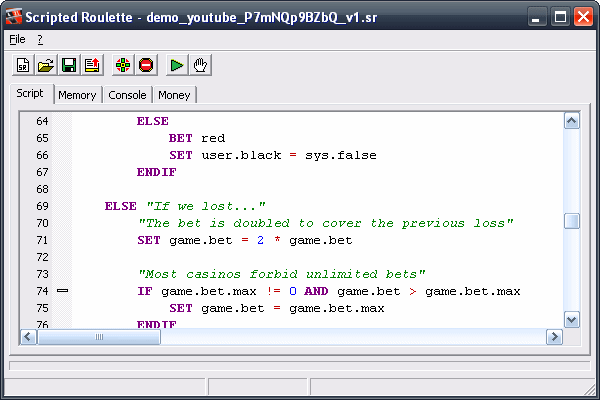 Scripted Roulette - demo_youtube_P7mNQp9BZbQ_v1.sr
File ?
SR
Script Memory Console Money
64 ELSE
65 BET red
66 SET user.black = sys.false
67 ENDIF
68
69 ELSE "If we lost..."
70 "The bet is doubled to cover the previous loss"
71 SET game.bet = 2 * game.bet
72
73 "Most casinos forbid unlimited bets"
74 IF game.bet.max != 0 AND game.bet > game.bet.max
75 SET game.bet = game.bet.max
76 ENDIF